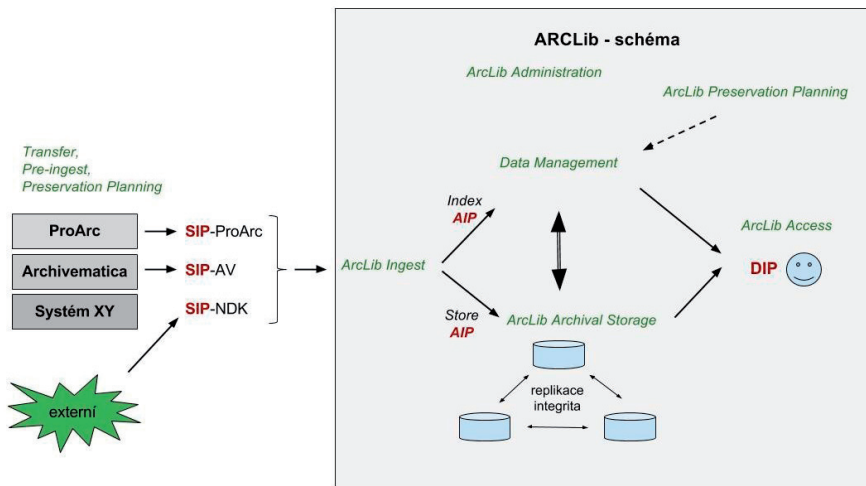 ARCLib - schéma
ArcLib Administration
ArcLib Preservation Planning
Transfer,
Pre-ingest,
Preservation Planning
Data Management
Index
AIP
ProArc
SIP-ProArc
ArcLib Access
Archivematica
SIP-AV
ArcLib Ingest
DIP
Systém XY
SIP-NDK
Store
AIP
ArcLib Archival Storage
externí
replikace
integrita